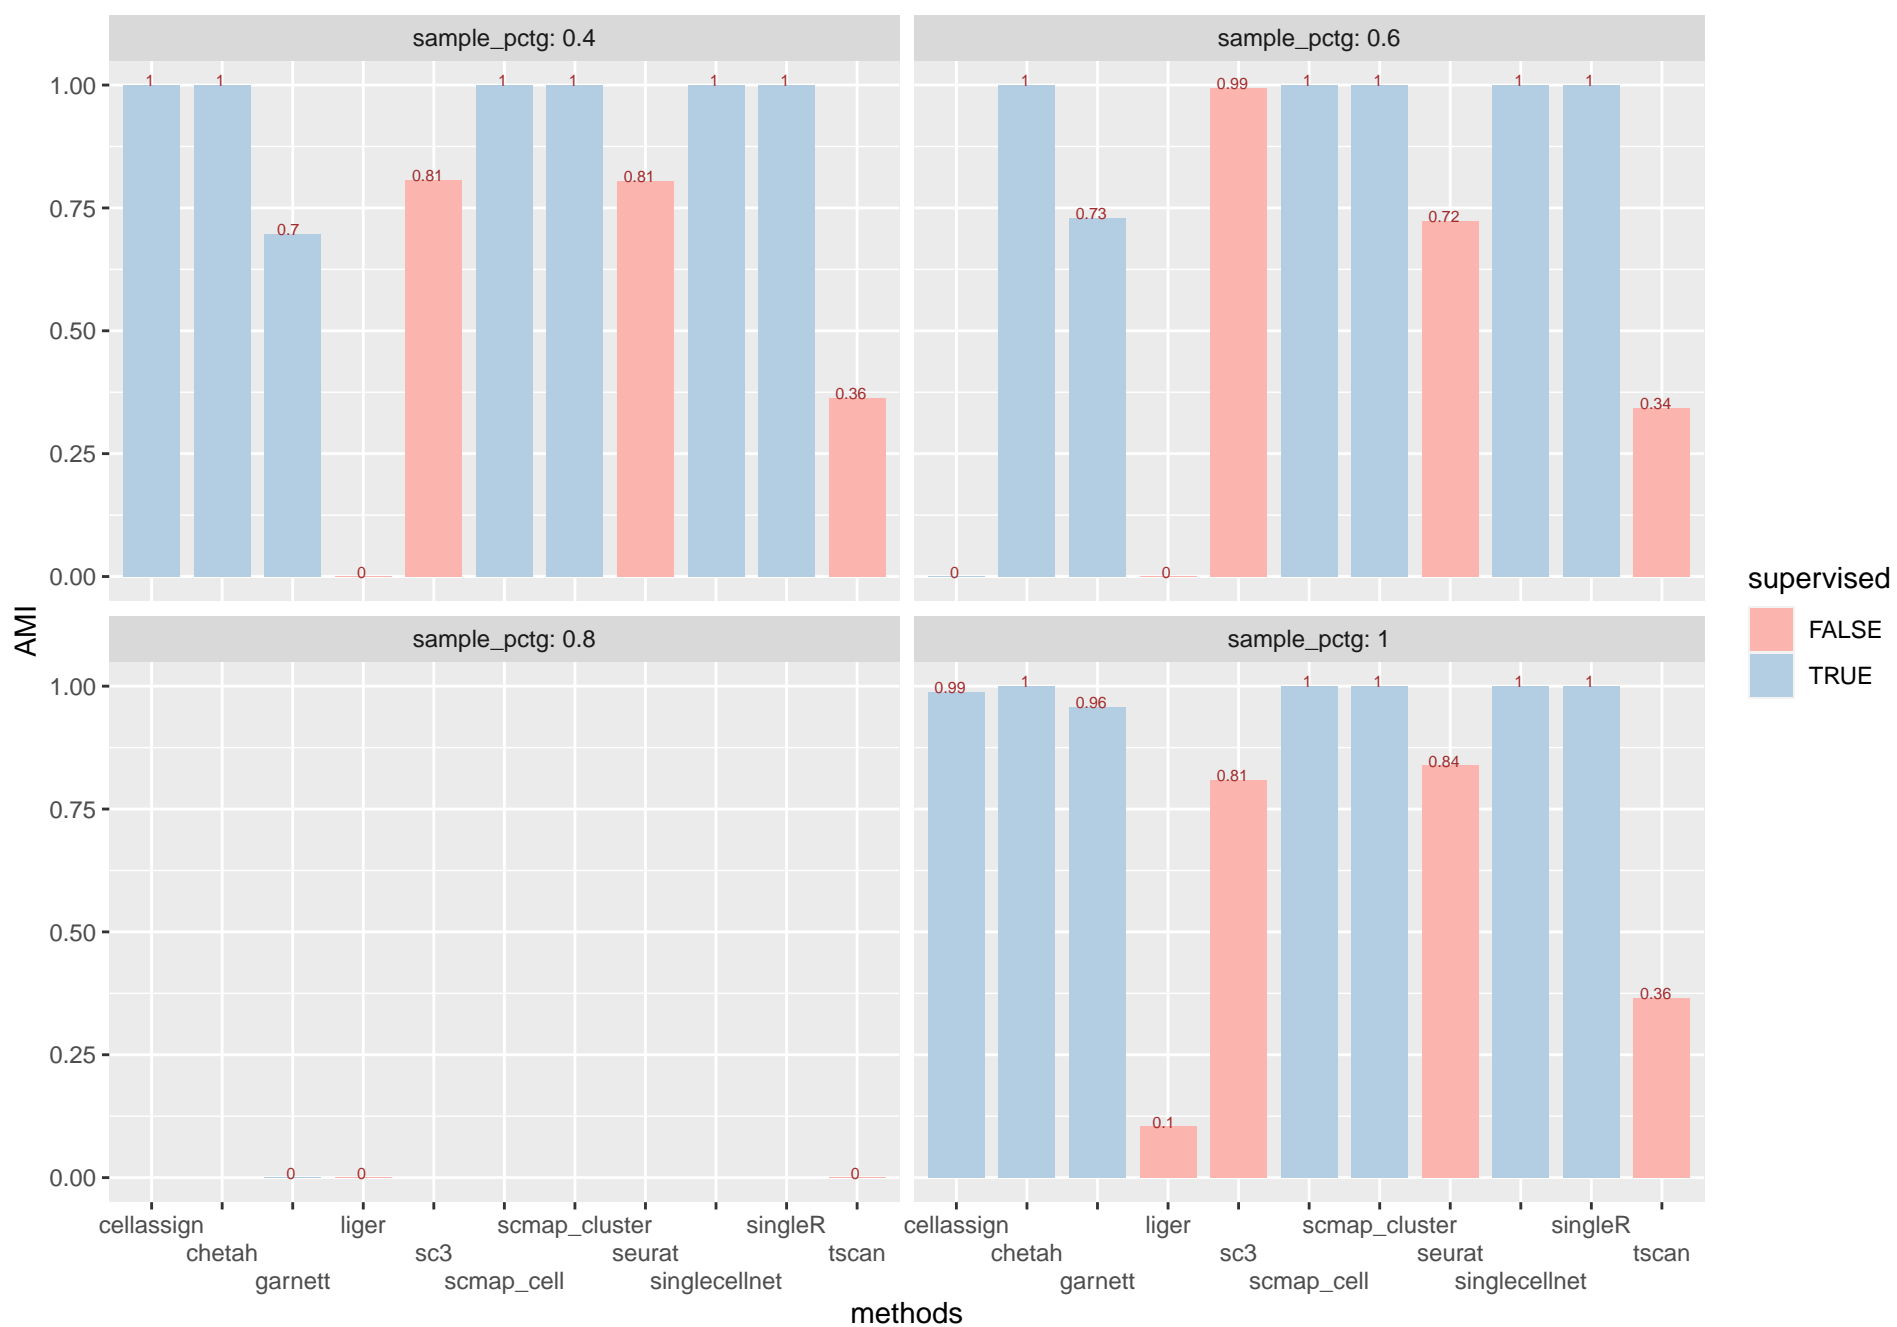 sample_pctg: 0.4
sample_pctg: 0.6
1.00
0.75
0.50
0.25
0.00
1
1
0.7
0
0.81
1
1
0.81
1
1
0.36
0
1
0.73
0
0.99
1
1
0.72
1
1
0.34
AMI
sample_pctg: 0.8
sample_pctg: 1
1.00
0.75
0.50
0.25
0.00
0
0
0
0.99
1
0.96
0.1
0.81
1
1
0.84
1
1
0.36
cellassign
chetah
garnett
liger
sc3
scmap_cell
scmap_cluster
seurat
singlecellnet
singleR
tscan
cellassign
chetah
garnett
liger
sc3
scmap_cell
scmap_cluster
seurat
singlecellnet
singleR
tscan
methods
supervised
FALSE
TRUE